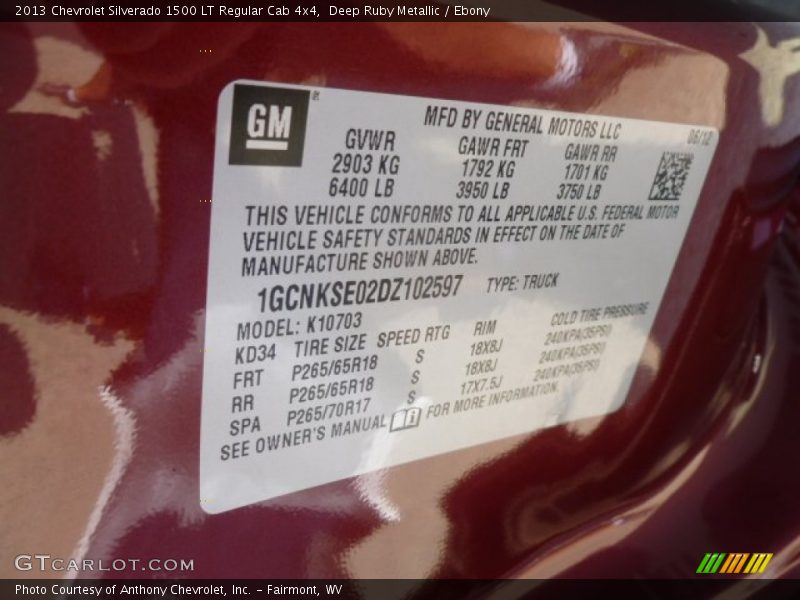 2013 Chevrolet Silverado 1500 LT Regular Cab 4x4,  Deep Ruby Metallic / Ebony
GM
MFD BY GENERAL MOTORS LLC 06/12
GVWR GAWR FRT GAWR RR
2903 KG 1792 KG 1701 KG
6400 LB 3950 LB 3750 LB
THIS VEHICLE CONFORMS TO ALL APPLICABLE U.S. FEDERAL MOTOR
VEHICLE SAFETY STANDARDS IN EFFECT ON THE DATE OF
MANUFACTURE SHOWN ABOVE.
1GCNKSE02DZ102597 TYPE: TRUCK
MODEL: K10703
KD34 TIRE SIZE SPEED RTG RIM COLD TIRE PRESSURE
FRT P265/65R18 S 18X8J 240KPA(35PSI)
RR P265/65R18 S 18X8J 240KPA(35PSI)
SPA P265/70R17 S 17X7.5J 240KPA(35PSI)
SEE OWNER'S MANUAL FOR MORE INFORMATION.
GTCARLOT.COM
Photo Courtesy of Anthony Chevrolet, Inc. - Fairmont, WV